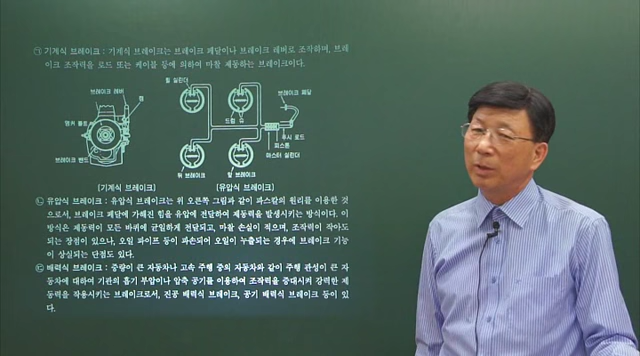 ㉠ 기계식 브레이크 : 기계식 브레이크는 브레이크 페달이나 브레이크 레버로 조작하며, 브레
이크 조작력을 로드 또는 케이블 등에 의하여 마찰 제동하는 브레이크이다.
휠 실린더
브레이크 레버
캠
브레이크 페달
앵커 볼트
드럼 슈
푸시 로드
피스톤
마스터 실린더
브레이크 밴드
뒤 브레이크
앞 브레이크
[기계식 브레이크]
[유압식 브레이크]
㉡ 유압식 브레이크 : 유압식 브레이크는 위 오른쪽 그림과 같이 파스칼의 원리를 이용한 것
으로서, 브레이크 페달에 가해진 힘을 유압에 전달하여 제동력을 발생시키는 방식이다. 이
방식은 제동력이 모든 바퀴에 균일하게 전달되고, 마찰 손실이 적으며, 조작력이 작아도
되는 장점이 있으나, 오일 파이프 등이 파손되어 오일이 누출되는 경우에 브레이크 기능
이 상실되는 단점도 있다.
㉢ 배력식 브레이크 : 중량이 큰 자동차나 고속 주행 중의 자동차와 같이 주행 관성이 큰 자
동차에 대하여 기관의 흡기 부압이나 압축 공기를 이용하여 조작력을 증대시켜 강력한 제
동력을 작용시키는 브레이크로서, 진공 배력식 브레이크, 공기 배력식 브레이크 등이 있
다.